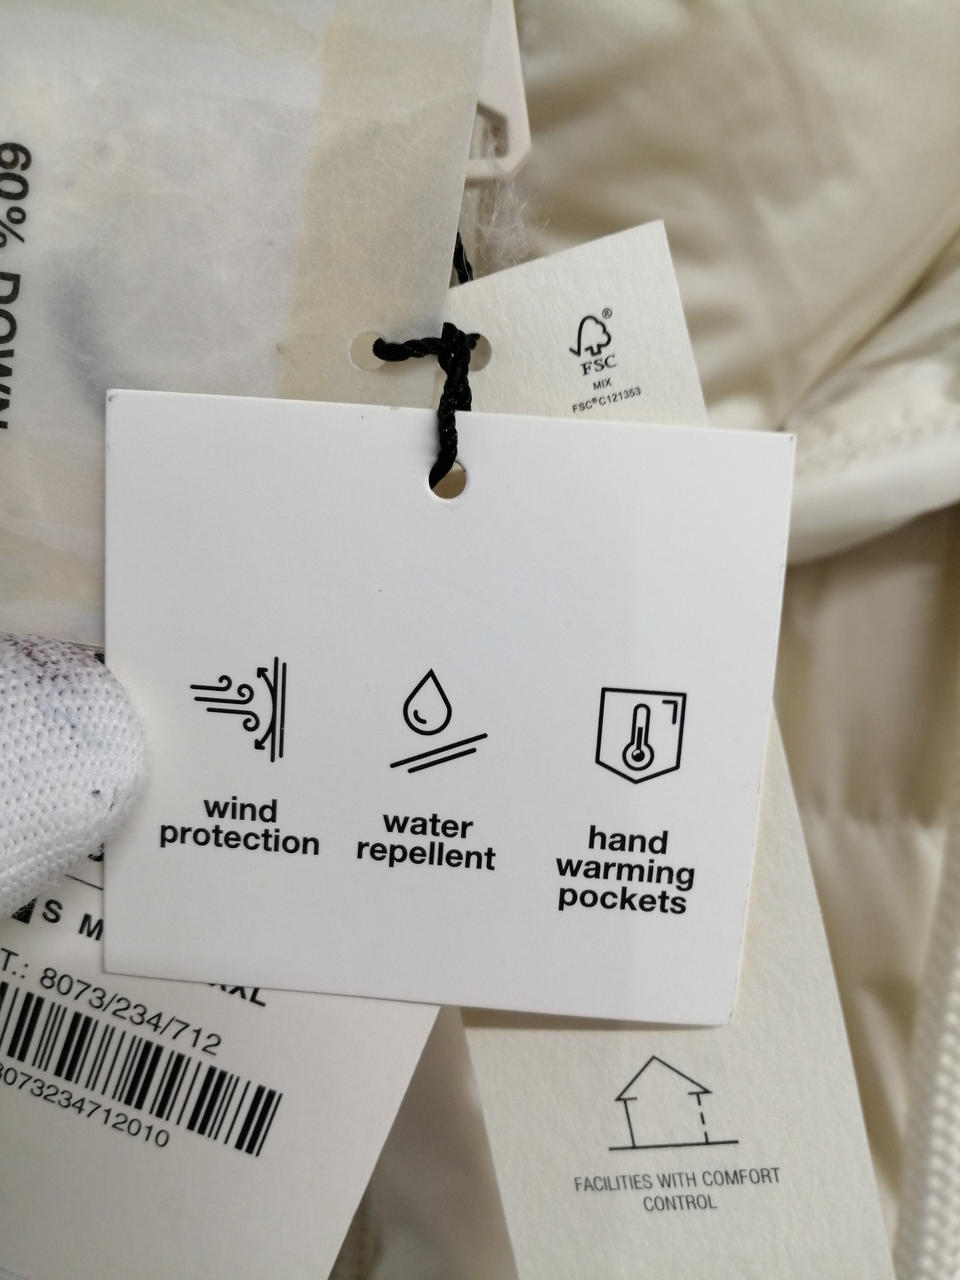 60% DOWN
FSC®
MIX
FSC® C121353
wind
protection
water
repellent
hand
warming
pockets
S M
XXL
T.: 8073/234/712
8073234712010
FACILITIES WITH COMFORT
CONTROL